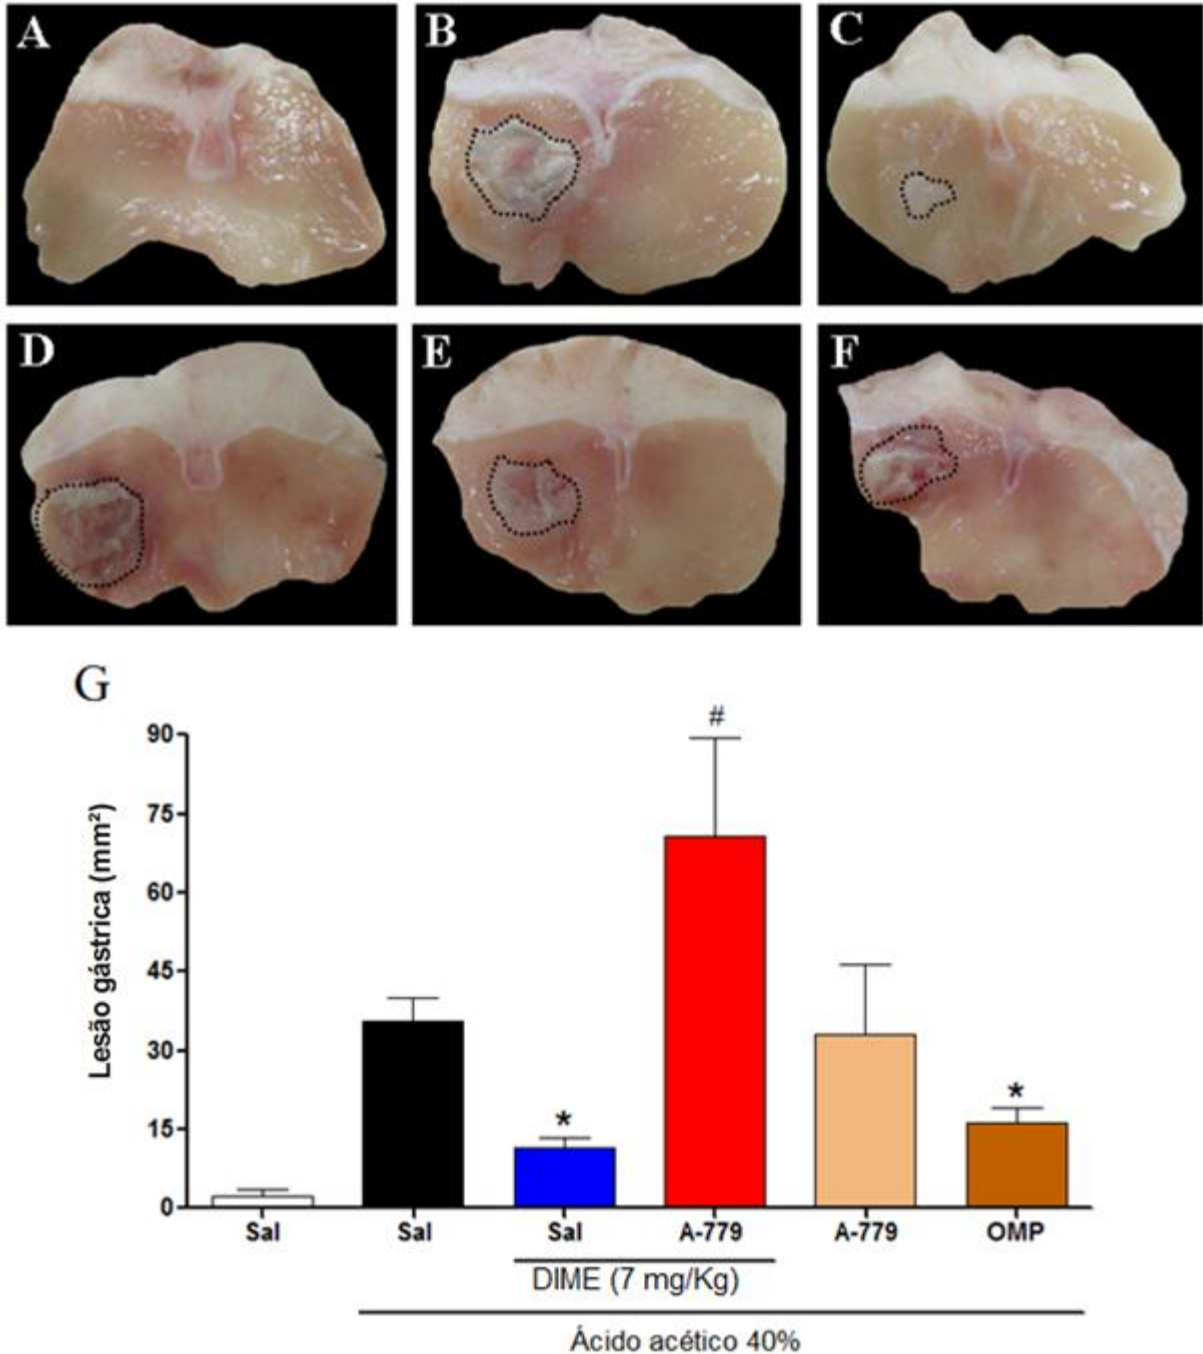 A
B
C
D
E
F
G
Lesão gástrica (mm²)
90
75
60
45
30
15
0
#
*
*
Sal Sal Sal A-779 A-779 OMP
DIME (7 mg/Kg)
Ácido acético 40%